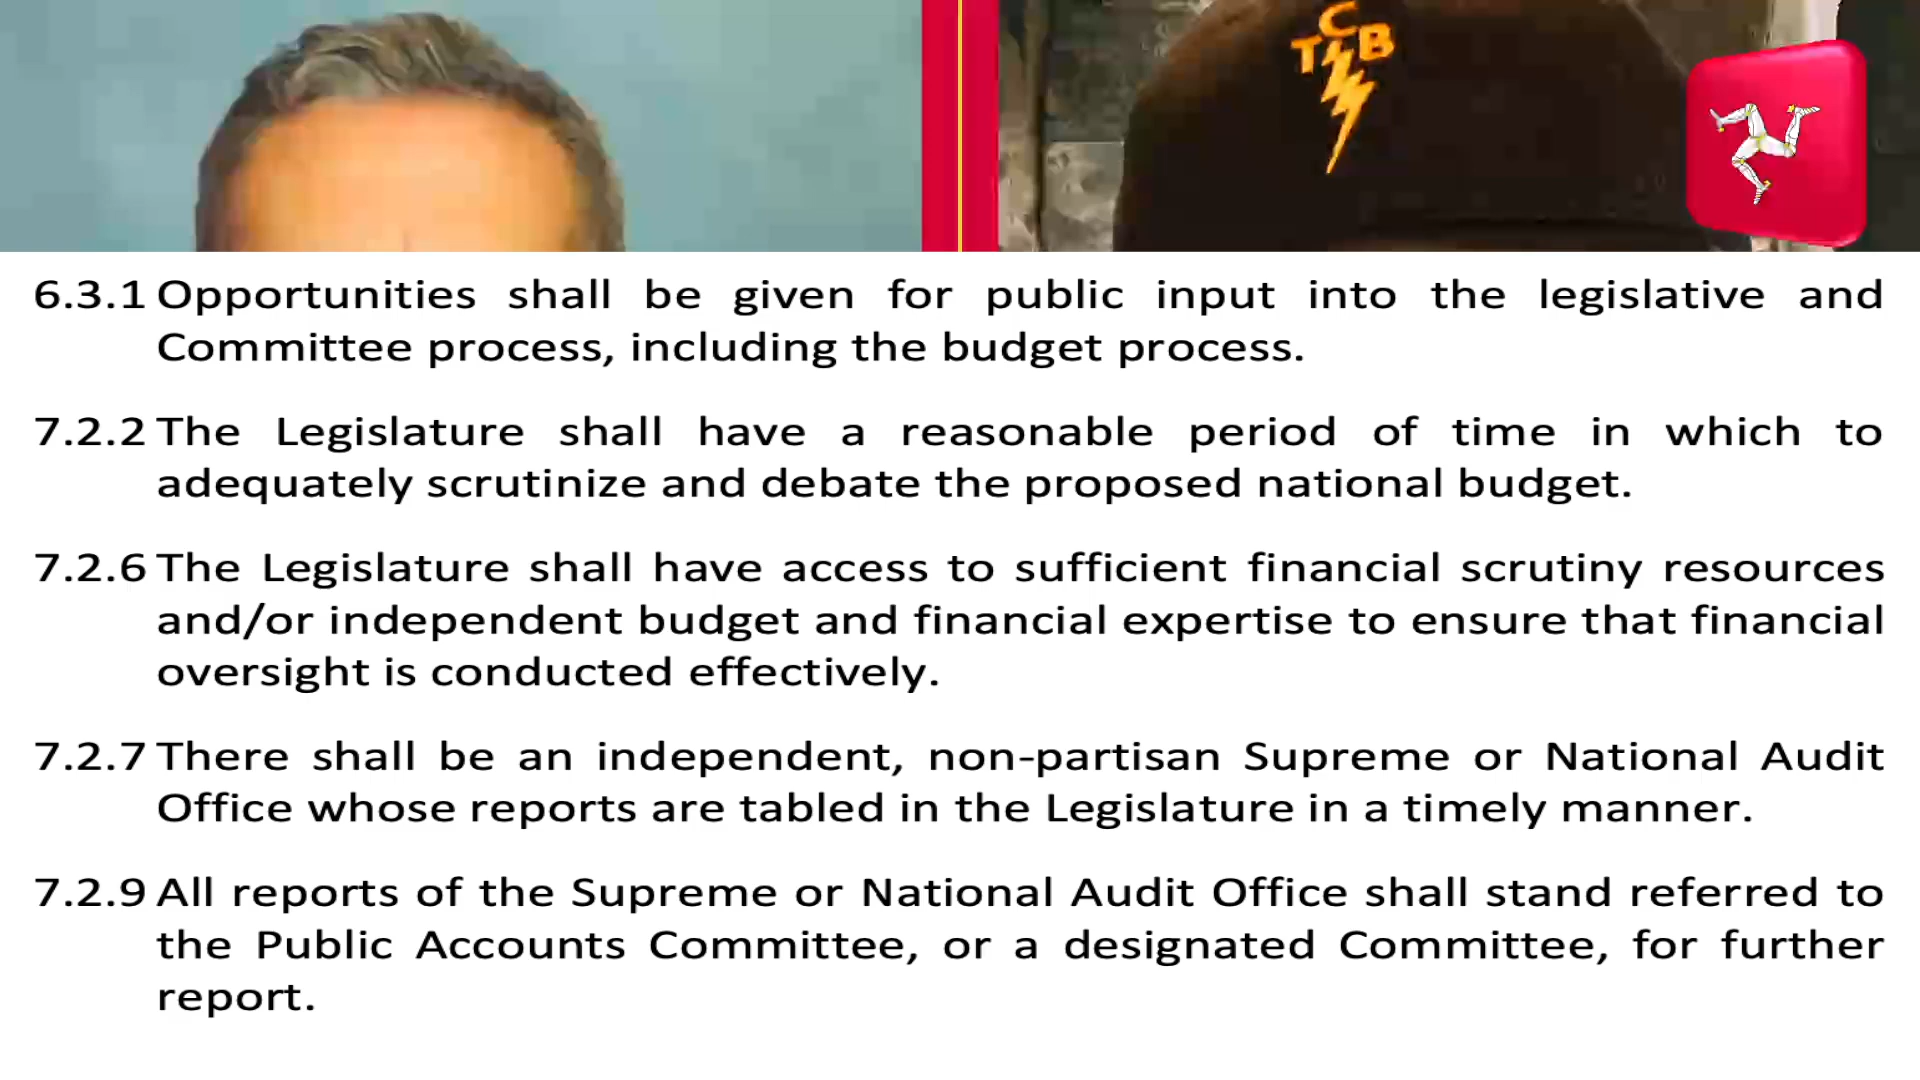 TCB
6.3.1 Opportunities shall be given for public input into the legislative and
Committee process, including the budget process.
7.2.2 The Legislature shall have a reasonable period of time in which to
adequately scrutinize and debate the proposed national budget.
7.2.6 The Legislature shall have access to sufficient financial scrutiny resources
and/or independent budget and financial expertise to ensure that financial
oversight is conducted effectively.
7.2.7 There shall be an independent, non-partisan Supreme or National Audit
Office whose reports are tabled in the Legislature in a timely manner.
7.2.9 All reports of the Supreme or National Audit Office shall stand referred to
the Public Accounts Committee, or a designated Committee, for further
report.